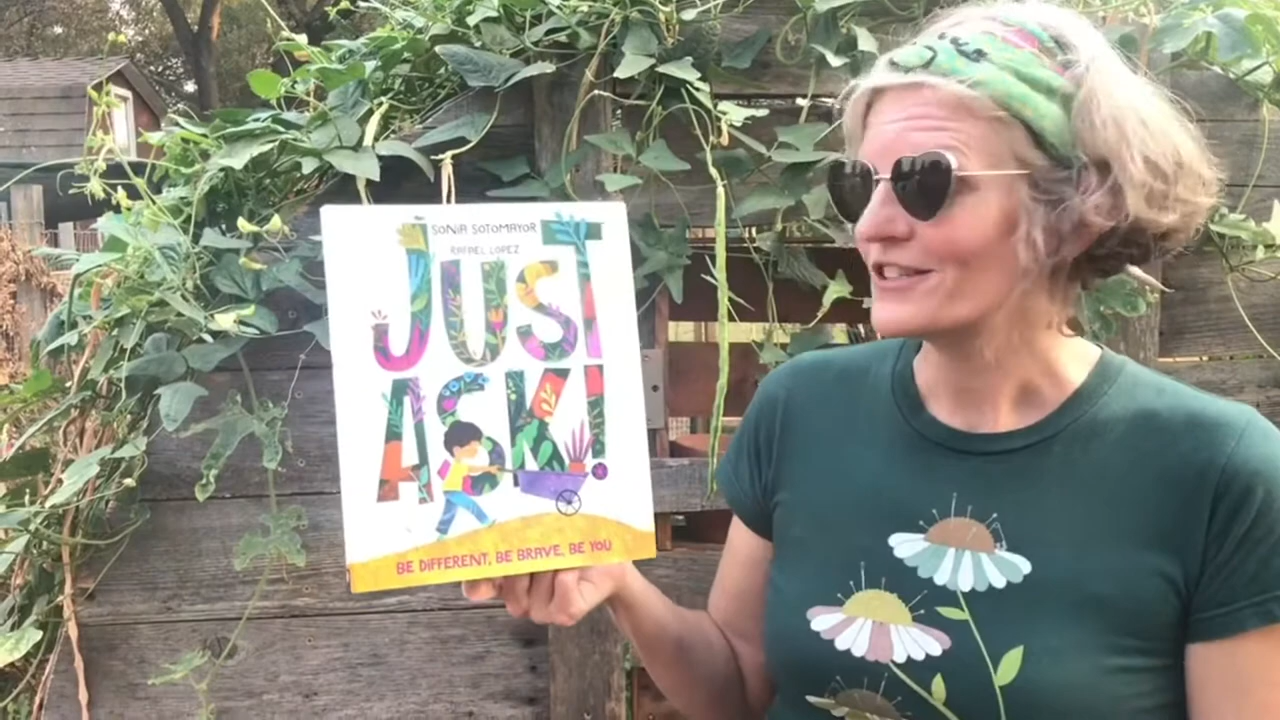 SONIA SOTOMAYOR
RAFAEL LÓPEZ
JUST
ASK!
BE DIFFERENT, BE BRAVE, BE YOU